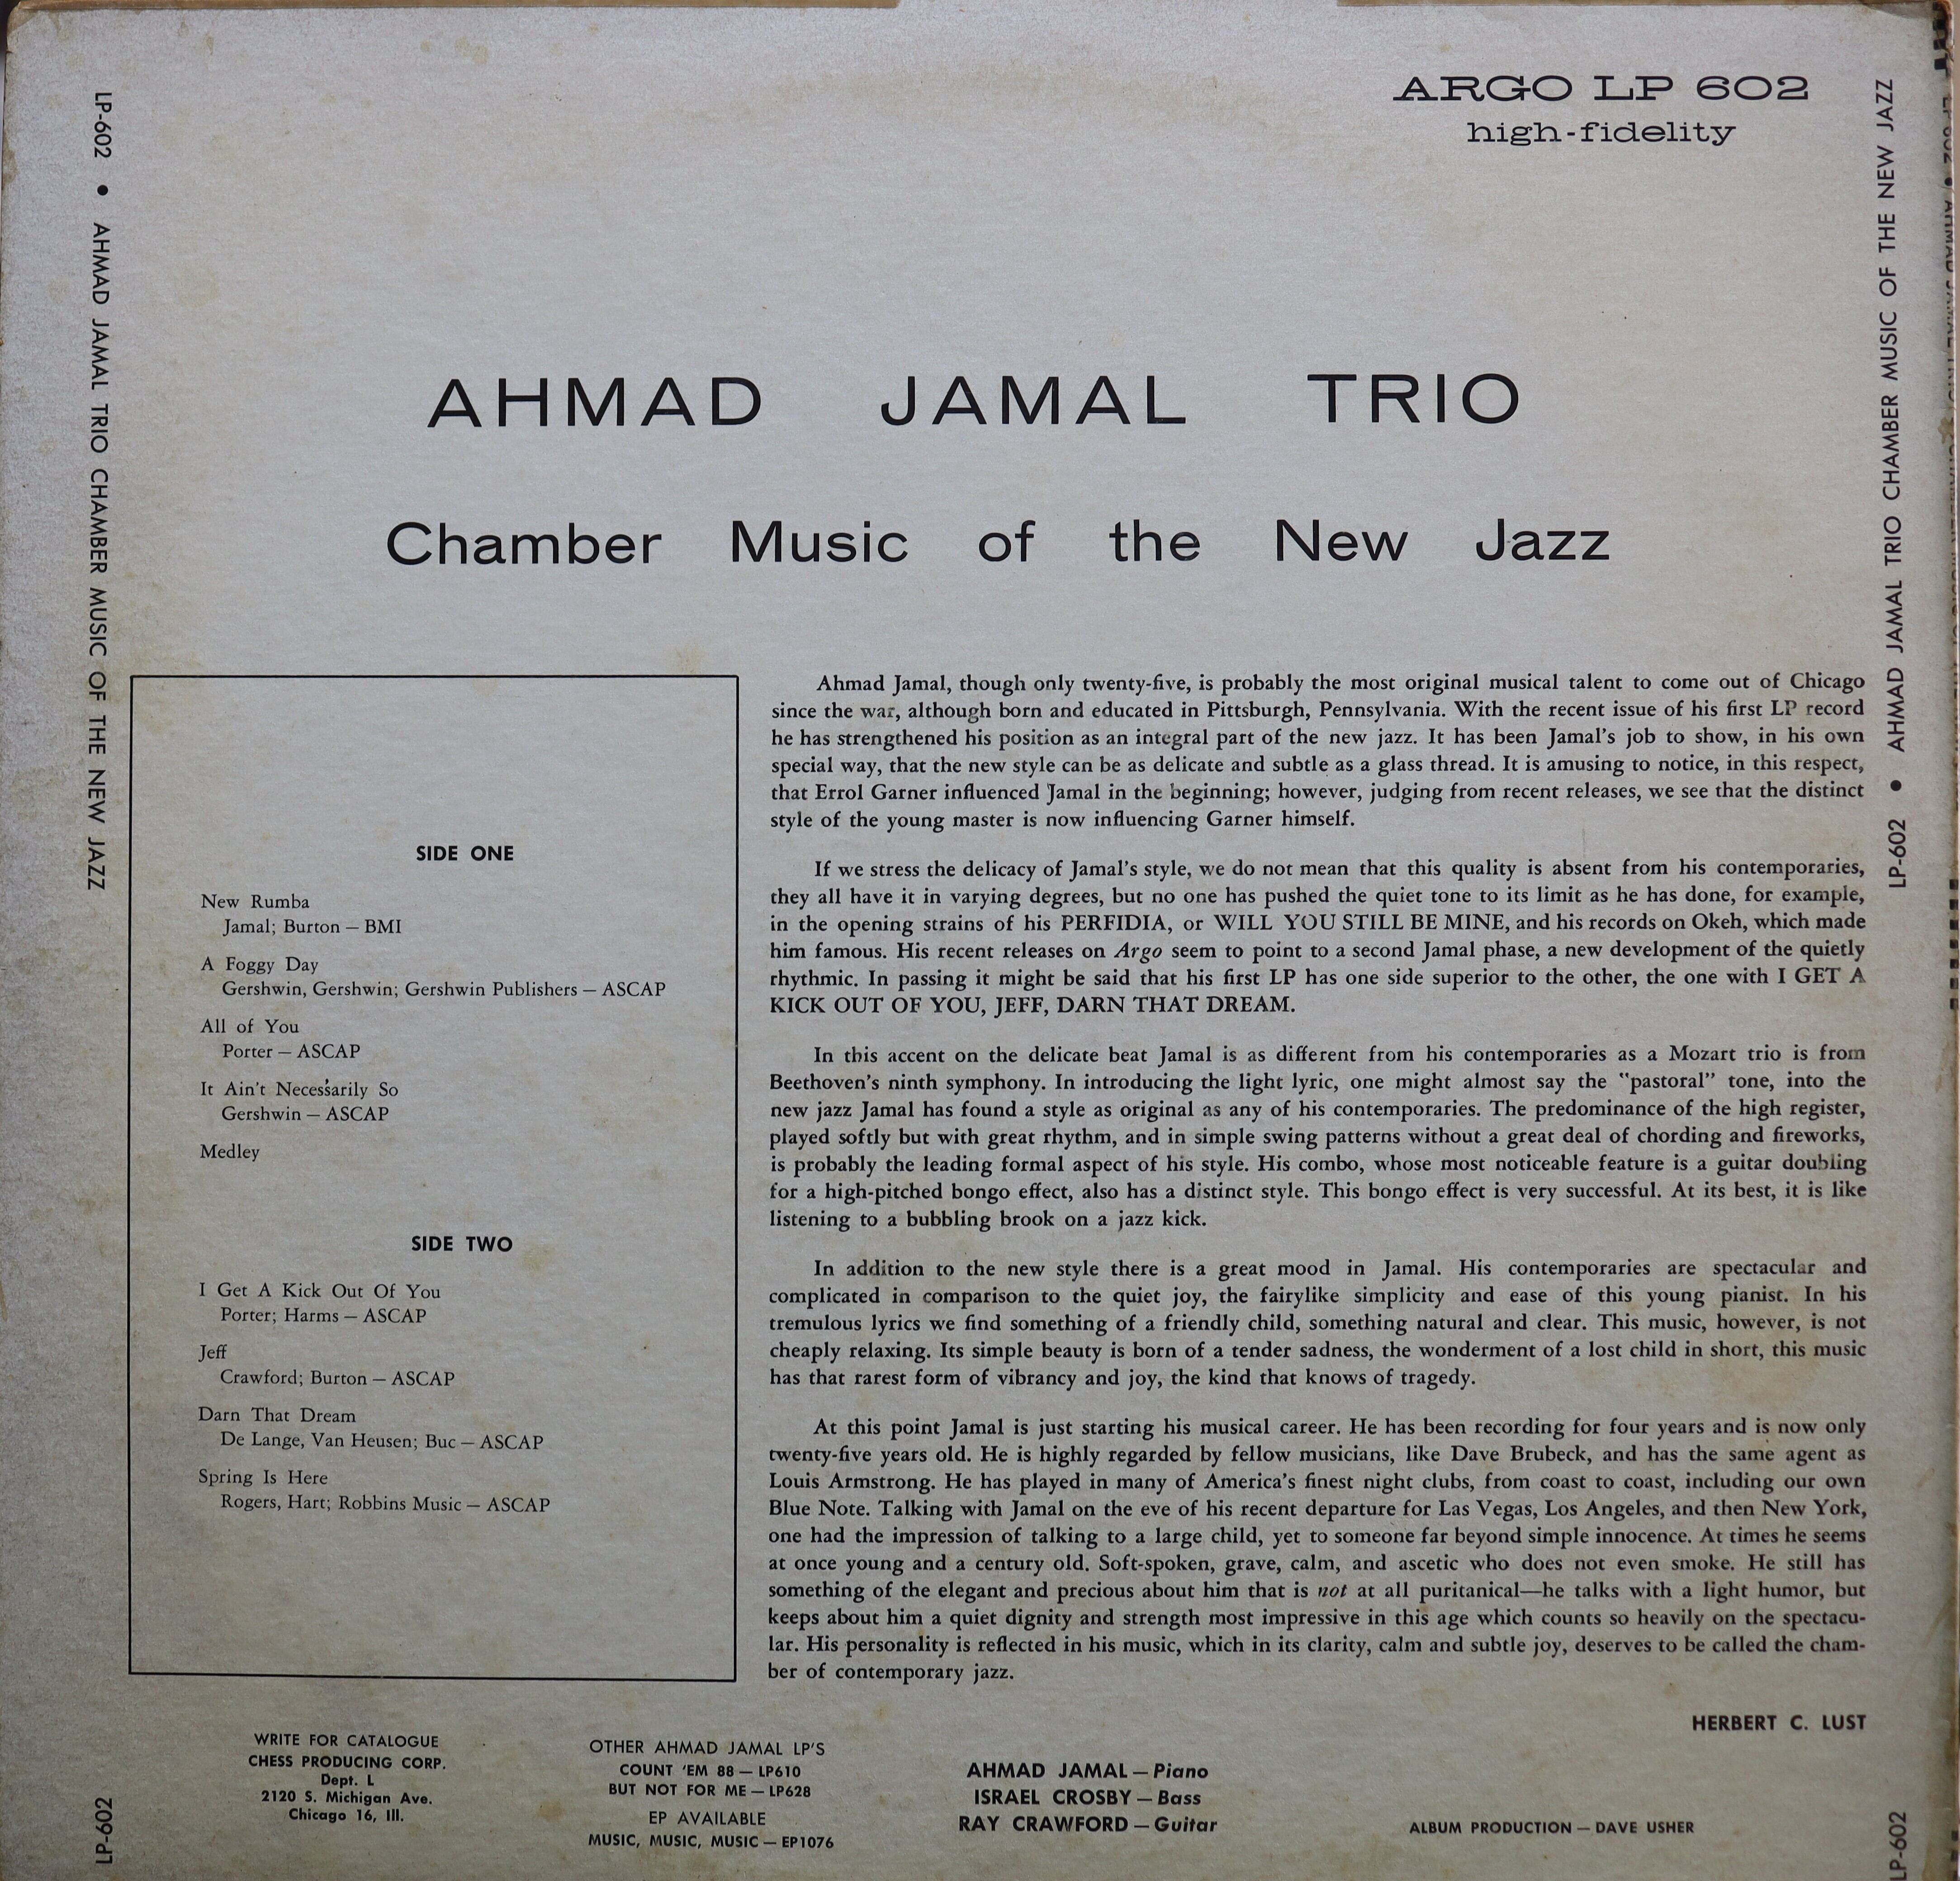 ARGO LP 602
high-fidelity
LP-602 • AHMAD JAMAL TRIO CHAMBER MUSIC OF THE NEW JAZZ
AHMAD JAMAL TRIO
Chamber Music of the New Jazz
SIDE ONE
New Rumba
Jamal; Burton — BMI
A Foggy Day
Gershwin, Gershwin; Gershwin Publishers — ASCAP
All of You
Porter — ASCAP
It Ain't Necessarily So
Gershwin — ASCAP
Medley
SIDE TWO
I Get A Kick Out Of You
Porter; Harms — ASCAP
Jeff
Crawford; Burton — ASCAP
Darn That Dream
De Lange, Van Heusen; Buc — ASCAP
Spring Is Here
Rogers, Hart; Robbins Music — ASCAP
Ahmad Jamal, though only twenty-five, is probably the most original musical talent to come out of Chicago
since the war, although born and educated in Pittsburgh, Pennsylvania. With the recent issue of his first LP record
he has strengthened his position as an integral part of the new jazz. It has been Jamal's job to show, in his own
special way, that the new style can be as delicate and subtle as a glass thread. It is amusing to notice, in this respect,
that Errol Garner influenced Jamal in the beginning; however, judging from recent releases, we see that the distinct
style of the young master is now influencing Garner himself.
If we stress the delicacy of Jamal's style, we do not mean that this quality is absent from his contemporaries,
they all have it in varying degrees, but no one has pushed the quiet tone to its limit as he has done, for example,
in the opening strains of his PERFIDIA, or WILL YOU STILL BE MINE, and his records on Okeh, which made
him famous. His recent releases on Argo seem to point to a second Jamal phase, a new development of the quietly
rhythmic. In passing it might be said that his first LP has one side superior to the other, the one with I GET A
KICK OUT OF YOU, JEFF, DARN THAT DREAM.
In this accent on the delicate beat Jamal is as different from his contemporaries as a Mozart trio is from
Beethoven's ninth symphony. In introducing the light lyric, one might almost say the "pastoral" tone, into the
new jazz Jamal has found a style as original as any of his contemporaries. The predominance of the high register,
played softly but with great rhythm, and in simple swing patterns without a great deal of chording and fireworks,
is probably the leading formal aspect of his style. His combo, whose most noticeable feature is a guitar doubling
for a high-pitched bongo effect, also has a distinct style. This bongo effect is very successful. At its best, it is like
listening to a bubbling brook on a jazz kick.
In addition to the new style there is a great mood in Jamal. His contemporaries are spectacular and
complicated in comparison to the quiet joy, the fairylike simplicity and ease of this young pianist. In his
tremulous lyrics we find something of a friendly child, something natural and clear. This music, however, is not
cheaply relaxing. Its simple beauty is born of a tender sadness, the wonderment of a lost child in short, this music
has that rarest form of vibrancy and joy, the kind that knows of tragedy.
At this point Jamal is just starting his musical career. He has been recording for four years and is now only
twenty-five years old. He is highly regarded by fellow musicians, like Dave Brubeck, and has the same agent as
Louis Armstrong. He has played in many of America's finest night clubs, from coast to coast, including our own
Blue Note. Talking with Jamal on the eve of his recent departure for Las Vegas, Los Angeles, and then New York,
one had the impression of talking to a large child, yet to someone far beyond simple innocence. At times he seems
at once young and a century old. Soft-spoken, grave, calm, and ascetic who does not even smoke. He still has
something of the elegant and precious about him that is not at all puritanical—he talks with a light humor, but
keeps about him a quiet dignity and strength most impressive in this age which counts so heavily on the spectacu-
lar. His personality is reflected in his music, which in its clarity, calm and subtle joy, deserves to be called the cham-
ber of contemporary jazz.
HERBERT C. LUST
WRITE FOR CATALOGUE
CHESS PRODUCING CORP.
Dept. L
2120 S. Michigan Ave.
Chicago 16, Ill.
OTHER AHMAD JAMAL LP'S
COUNT 'EM 88 — LP610
BUT NOT FOR ME — LP628
EP AVAILABLE
MUSIC, MUSIC, MUSIC — EP1076
AHMAD JAMAL — Piano
ISRAEL CROSBY — Bass
RAY CRAWFORD — Guitar
ALBUM PRODUCTION — DAVE USHER
LP-602
LP-602 • AHMAD JAMAL TRIO CHAMBER MUSIC OF THE NEW JAZZ
LP-602